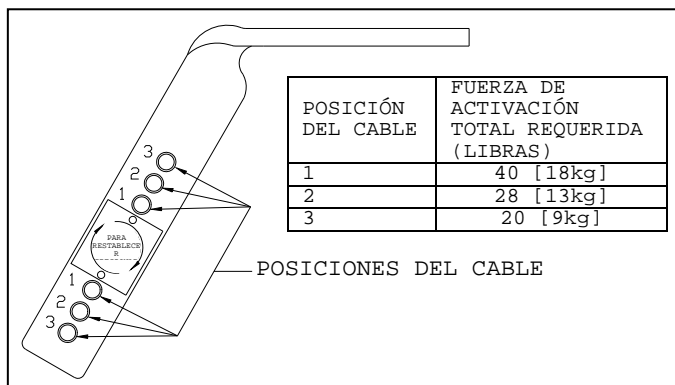 POSICIÓN
DEL CABLE
FUERZA DE
ACTIVACIÓN
TOTAL REQUERIDA
(LIBRAS)
1 40 [18kg]
2 28 [13kg]
3 20 [9kg]
3
2
1
PARA
RESTABLECE
R
1
2
3
POSICIONES DEL CABLE